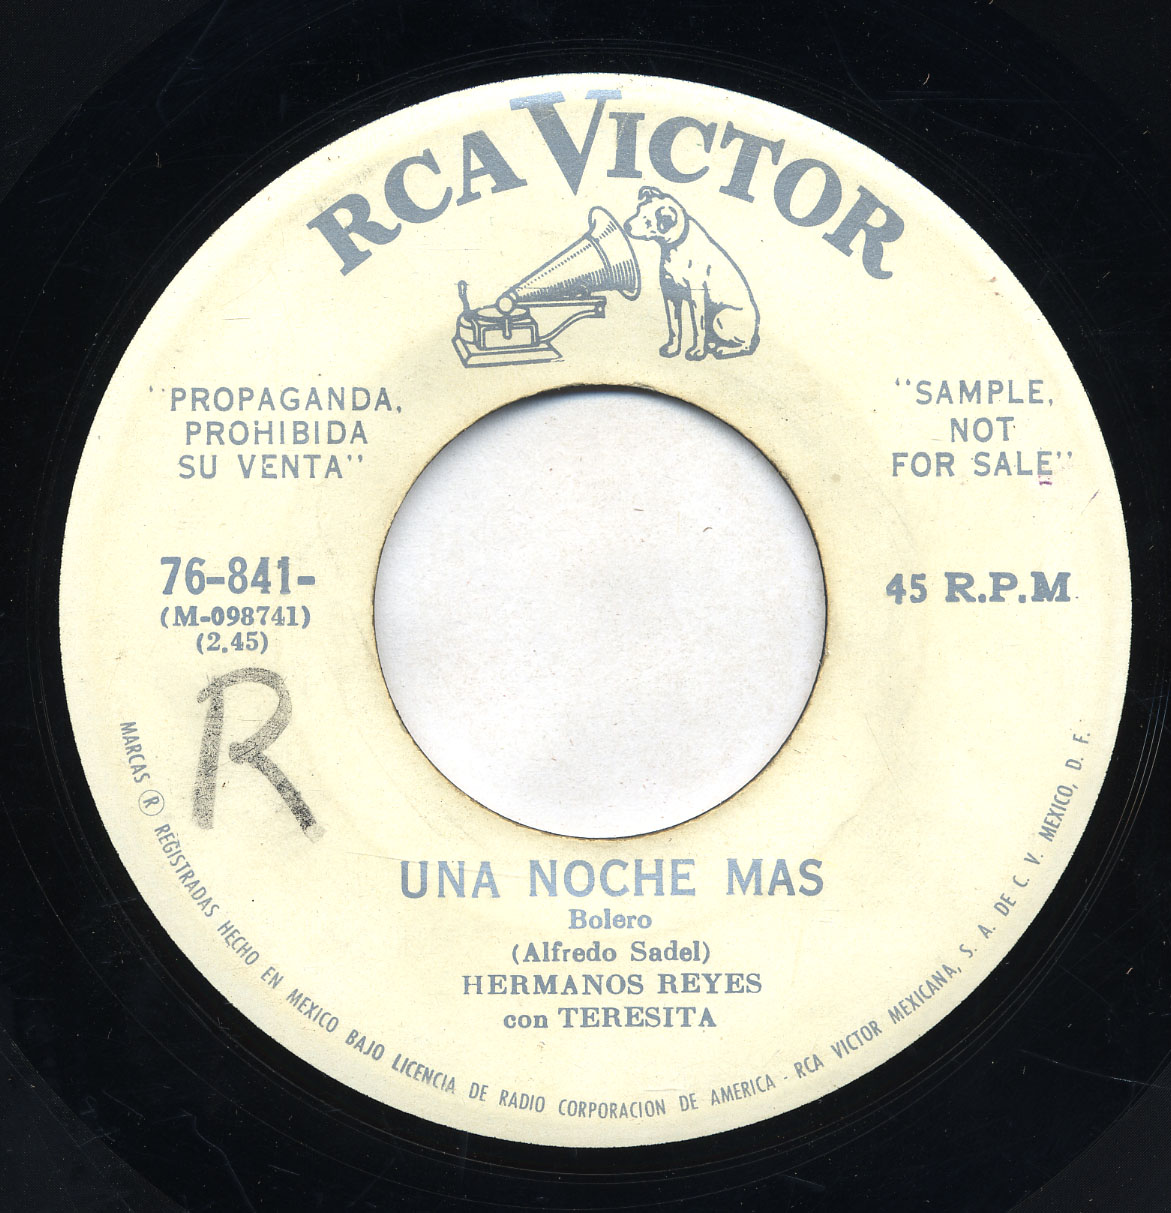 RCA VICTOR
"PROPAGANDA,
PROHIBIDA
SU VENTA"
"SAMPLE,
NOT
FOR SALE"
76-841-
(M-098741)
(2.45)
45 R.P.M
R
UNA NOCHE MAS
Bolero
(Alfredo Sadel)
HERMANOS REYES
con TERESITA
MARCAS ® REGISTRADAS HECHO EN MEXICO BAJO LICENCIA DE RADIO CORPORACION DE AMERICA - RCA VICTOR MEXICANA, S. A. DE C. V. MEXICO, D. F.